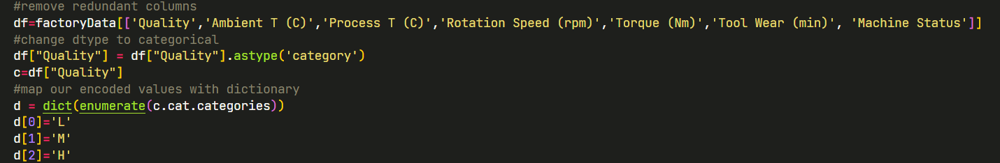 #remove redundant columns
df=factoryData[['Quality','Ambient T (C)','Process T (C)','Rotation Speed (rpm)','Torque (Nm)','Tool Wear (min)', 'Machine Status']]
#change dtype to categorical
df["Quality"] = df["Quality"].astype('category')
c=df["Quality"]
#map our encoded values with dictionary
d = dict(enumerate(c.cat.categories))
d[0]='L'
d[1]='M'
d[2]='H'